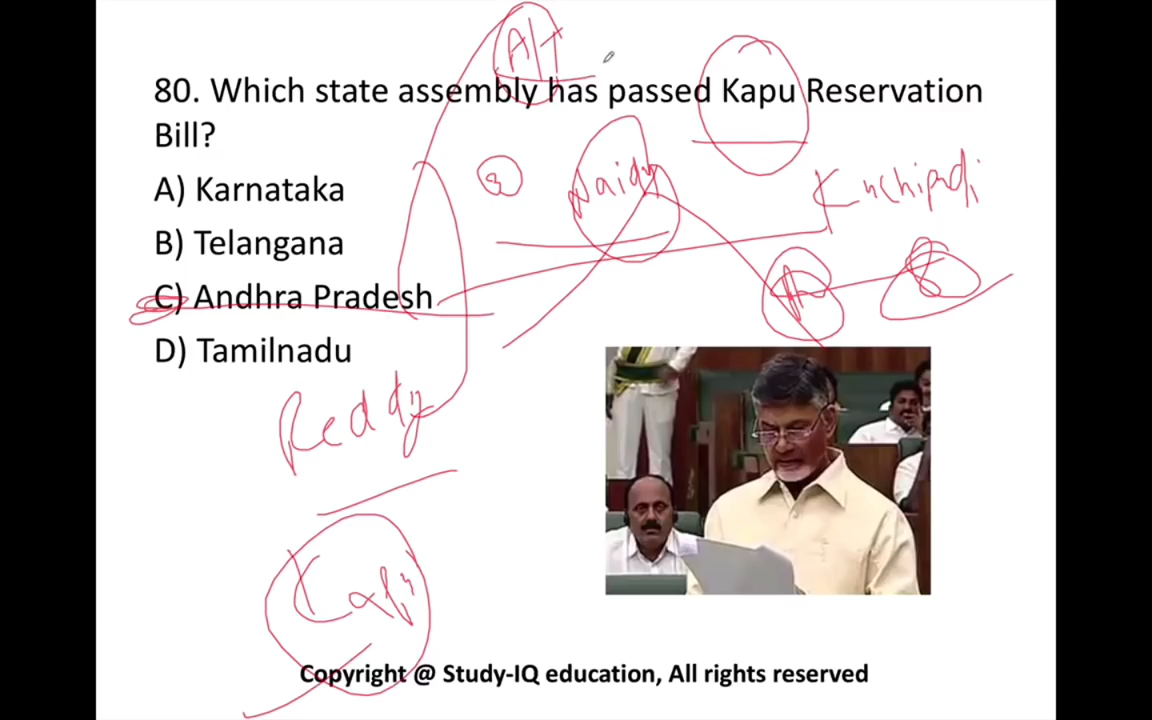 A/T
80. Which state assembly has passed Kapu Reservation
Bill?
A) Karnataka
B) Telangana
C) Andhra Pradesh
D) Tamilnadu
Naidu
Kuchipudi
Reddy
Kapu
Copyright @ Study-IQ education, All rights reserved